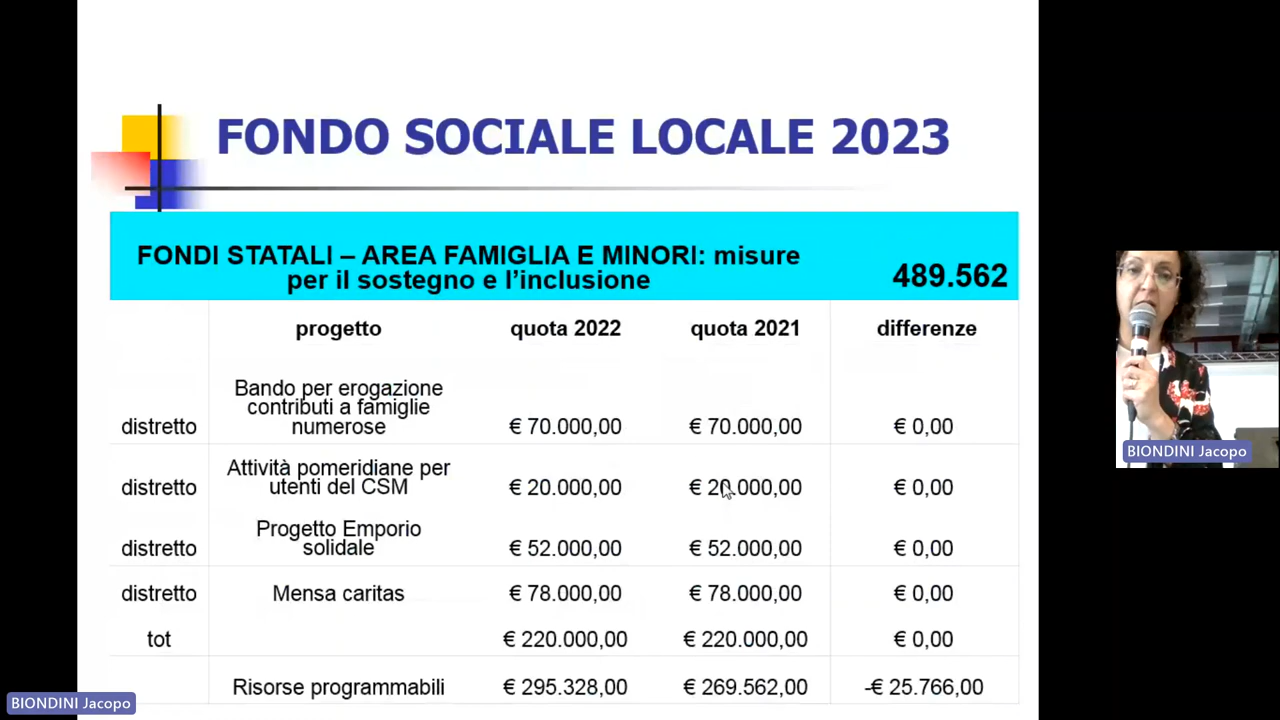 FONDO SOCIALE LOCALE 2023
FONDI STATALI – AREA FAMIGLIA E MINORI: misure
per il sostegno e l'inclusione
489.562
progetto quota 2022 quota 2021 differenze
Bando per erogazione
contributi a famiglie
distretto numerose € 70.000,00 € 70.000,00 € 0,00
Attività pomeridiane per
distretto utenti del CSM € 20.000,00 € 20.000,00 € 0,00
Progetto Emporio
distretto solidale € 52.000,00 € 52.000,00 € 0,00
distretto Mensa caritas € 78.000,00 € 78.000,00 € 0,00
tot € 220.000,00 € 220.000,00 € 0,00
Risorse programmabili € 295.328,00 € 269.562,00 -€ 25.766,00
BIONDINI Jacopo
BIONDINI Jacopo